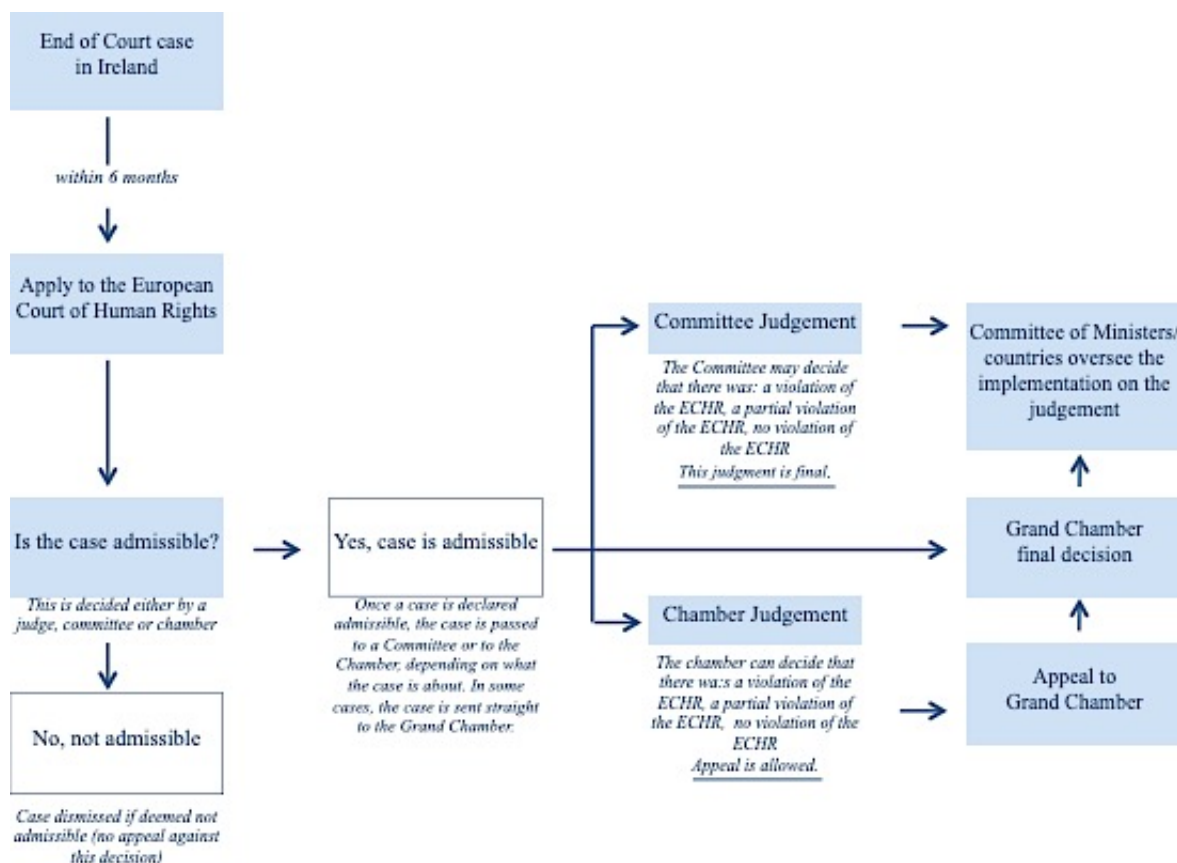 End of Court case
in Ireland
within 6 months
Apply to the European
Court of Human Rights
Is the case admissible?
This is decided either by a
judge, committee or chamber
No, not admissible
Case dismissed if deemed not
admissible (no appeal against
this decision)
Yes, case is admissible
Once a case is declared
admissible, the case is passed
to a Committee or to the
Chamber, depending on what
the case is about. In some
cases, the case is sent straight
to the Grand Chamber.
Committee Judgement
The Committee may decide
that there was: a violation of
the ECHR, a partial violation
of the ECHR, no violation of
the ECHR
This judgment is final.
Chamber Judgement
The chamber can decide that
there wa:s a violation of the
ECHR, a partial violation of
the ECHR, no violation of the
ECHR
Appeal is allowed.
Committee of Ministers/
countries oversee the
implementation on the
judgement
Grand Chamber
final decision
Appeal to
Grand Chamber